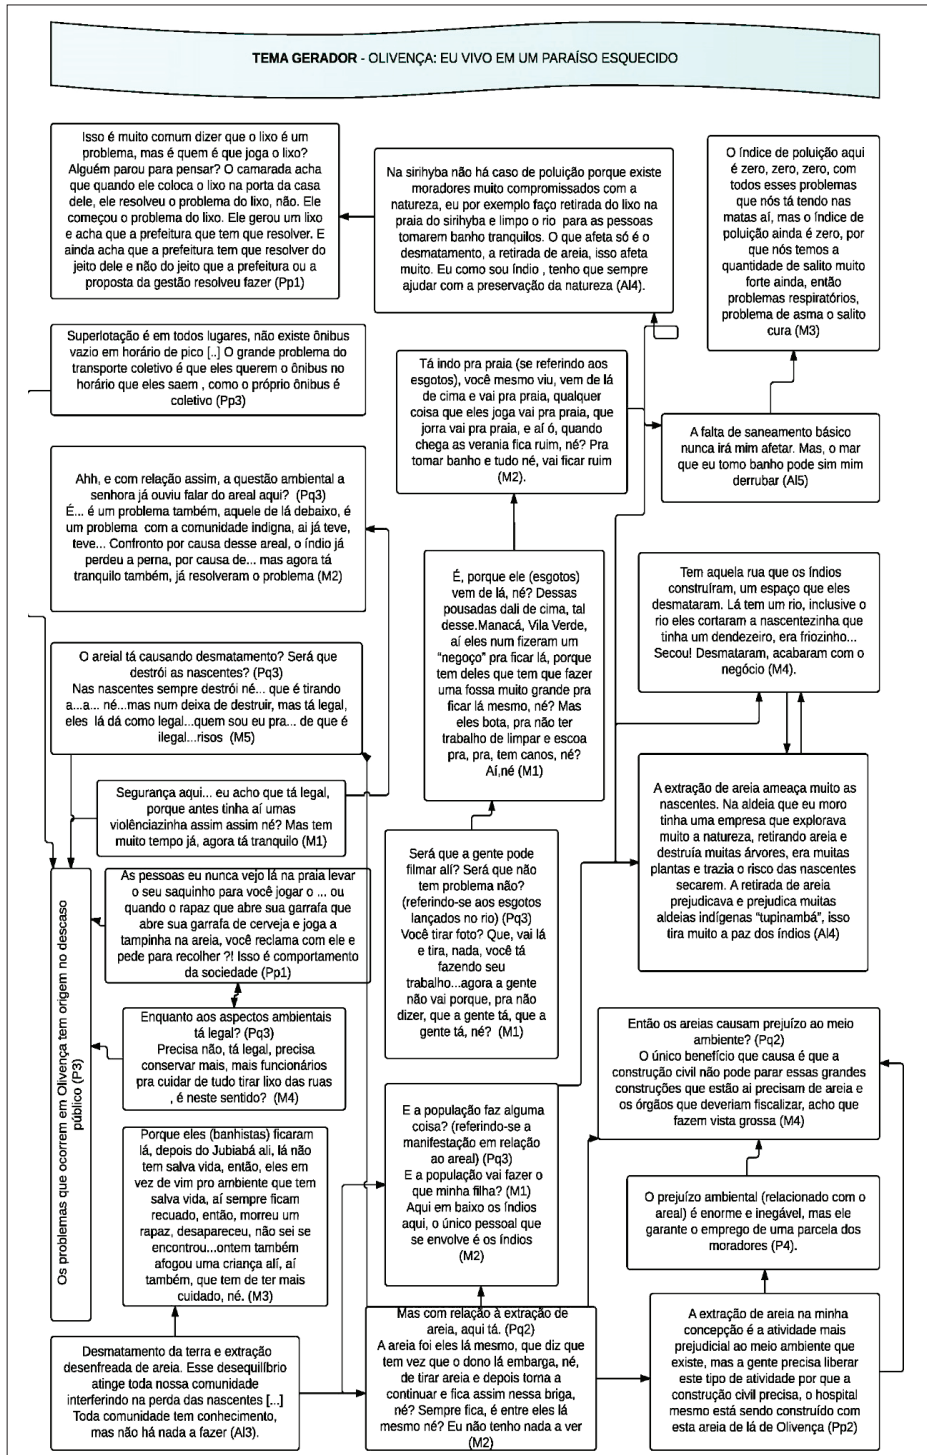 TEMA GERADOR - OLIVENÇA: EU VIVO EM UM PARAÍSO ESQUECIDO
Isso é muito comum dizer que o lixo é um
problema, mas é quem é que joga o lixo?
Alguém parou para pensar? O camarada acha
que quando ele coloca o lixo na porta da casa
dele, ele resolveu o problema do lixo, não. Ele
começou o problema do lixo. Ele gerou um lixo
e acha que a prefeitura que tem que resolver. E
ainda acha que a prefeitura tem que resolver do
jeito dele e não do jeito que a prefeitura ou a
proposta da gestão resolveu fazer (Pp1)
Na sirihyba não há caso de poluição porque existe
moradores muito compromissados com a
natureza, eu por exemplo faço retirada do lixo na
praia do sirihyba e limpo o rio para as pessoas
tomarem banho tranquilos. O que afeta só é o
desmatamento, a retirada de areia, isso afeta
muito. Eu como sou índio , tenho que sempre
ajudar com a preservação da natureza (Al4).
O índice de poluição aqui
é zero, zero, zero, com
todos esses problemas
que nós tá tendo nas
matas aí, mas o índice de
poluição ainda é zero, por
que nós temos a
quantidade de salito muito
forte ainda, então
problemas respiratórios,
problema de asma o salito
cura (M3)
Superlotação é em todos lugares, não existe ônibus
vazio em horário de pico [..] O grande problema do
transporte coletivo é que eles querem o ônibus no
horário que eles saem , como o próprio ônibus é
coletivo (Pp3)
Tá indo pra praia (se referindo aos
esgotos), você mesmo viu, vem de lá
de cima e vai pra praia, qualquer
coisa que eles joga vai pra praia, que
jorra vai pra praia, e aí ó, quando
chega as verania fica ruim, né? Pra
tomar banho e tudo né, vai ficar ruim
(M2).
A falta de saneamento básico
nunca irá mim afetar. Mas, o mar
que eu tomo banho pode sim mim
derrubar (Al5)
Ahh, e com relação assim, a questão ambiental a
senhora já ouviu falar do areal aqui? (Pq3)
É... é um problema também, aquele de lá debaixo, é
um problema com a comunidade indigna, ai já teve,
teve... Confronto por causa desse areal, o índio já
perdeu a perna, por causa de... mas agora tá
tranquilo também, já resolveram o problema (M2)
É, porque ele (esgotos)
vem de lá, né? Dessas
pousadas dali de cima, tal
desse.Manacá, Vila Verde,
aí eles num fizeram um
"negoço" pra ficar lá, porque
tem deles que tem que fazer
uma fossa muito grande pra
ficar lá mesmo, né? Mas
eles bota, pra não ter
trabalho de limpar e escoa
pra, pra, tem canos, né?
Aí,né (M1)
Tem aquela rua que os índios
construíram, um espaço que eles
desmataram. Lá tem um rio, inclusive o
rio eles cortaram a nascentezinha que
tinha um dendezeiro, era friozinho...
Secou! Desmataram, acabaram com o
negócio (M4).
O areial tá causando desmatamento? Será que
destrói as nascentes? (Pq3)
Nas nascentes sempre destrói né... que é tirando
a...a... né...mas num deixa de destruir, mas tá legal,
eles lá dá como legal...quem sou eu pra... de que é
ilegal...risos (M5)
Segurança aqui... eu acho que tá legal,
porque antes tinha aí umas
violênciazinha assim assim né? Mas tem
muito tempo já, agora tá tranquilo (M1)
A extração de areia ameaça muito as
nascentes. Na aldeia que eu moro
tinha uma empresa que explorava
muito a natureza, retirando areia e
destruía muitas árvores, era muitas
plantas e trazia o risco das nascentes
secarem. A retirada de areia
prejudicava e prejudica muitas
aldeias indígenas "tupinambá", isso
tira muito a paz dos índios (Al4)
Será que a gente pode
filmar alí? Será que não
tem problema não?
(referindo-se aos esgotos
lançados no rio) (Pq3)
Você tirar foto? Que, vai lá
e tira, nada, você tá
fazendo seu
trabalho...agora a gente
não vai porque, pra não
dizer, que a gente tá, que a
gente tá, né? (M1)
Os problemas que ocorrem em Olivença tem origem no descaso
público (P3)
As pessoas eu nunca vejo lá na praia levar
o seu saquinho para você jogar o ... ou
quando o rapaz que abre sua garrafa que
abre sua garrafa de cerveja e joga a
tampinha na areia, você reclama com ele e
pede para recolher ?! Isso é comportamento
da sociedade (Pp1)
Enquanto aos aspectos ambientais
tá legal? (Pq3)
Precisa não, tá legal, precisa
conservar mais, mais funcionários
pra cuidar de tudo tirar lixo das ruas
, é neste sentido? (M4)
Então os areias causam prejuízo ao meio
ambiente? (Pq2)
O único benefício que causa é que a
construção civil não pode parar essas grandes
construções que estão ai precisam de areia e
os órgãos que deveriam fiscalizar, acho que
fazem vista grossa (M4)
E a população faz alguma
coisa? (referindo-se a
manifestação em relação
ao areal) (Pq3)
E a população vai fazer o
que minha filha? (M1)
Aqui em baixo os índios
aqui, o único pessoal que
se envolve é os índios
(M2)
Porque eles (banhistas) ficaram
lá, depois do Jubiabá ali, lá não
tem salva vida, então, eles em
vez de vim pro ambiente que tem
salva vida, aí sempre ficam
recuado, então, morreu um
rapaz, desapareceu, não sei se
encontrou...ontem também
afogou uma criança alí, aí
também, que tem de ter mais
cuidado, né. (M3)
O prejuízo ambiental (relacionado com o
areal) é enorme e inegável, mas ele
garante o emprego de uma parcela dos
moradores (P4).
Desmatamento da terra e extração
desenfreada de areia. Esse desequilíbrio
atinge toda nossa comunidade
interferindo na perda das nascentes [...]
Toda comunidade tem conhecimento,
mas não há nada a fazer (Al3).
Mas com relação à extração de
areia, aqui tá. (Pq2)
A areia foi eles lá mesmo, que diz que
tem vez que o dono lá embarga, né,
de tirar areia e depois torna a
continuar e fica assim nessa briga,
né? Sempre fica, é entre eles lá
mesmo né? Eu não tenho nada a ver
(M2)
A extração de areia na minha
concepção é a atividade mais
prejudicial ao meio ambiente que
existe, mas a gente precisa liberar
este tipo de atividade por que a
construção civil precisa, o hospital
mesmo está sendo construído com
esta areia de lá de Olivença (Pp2)